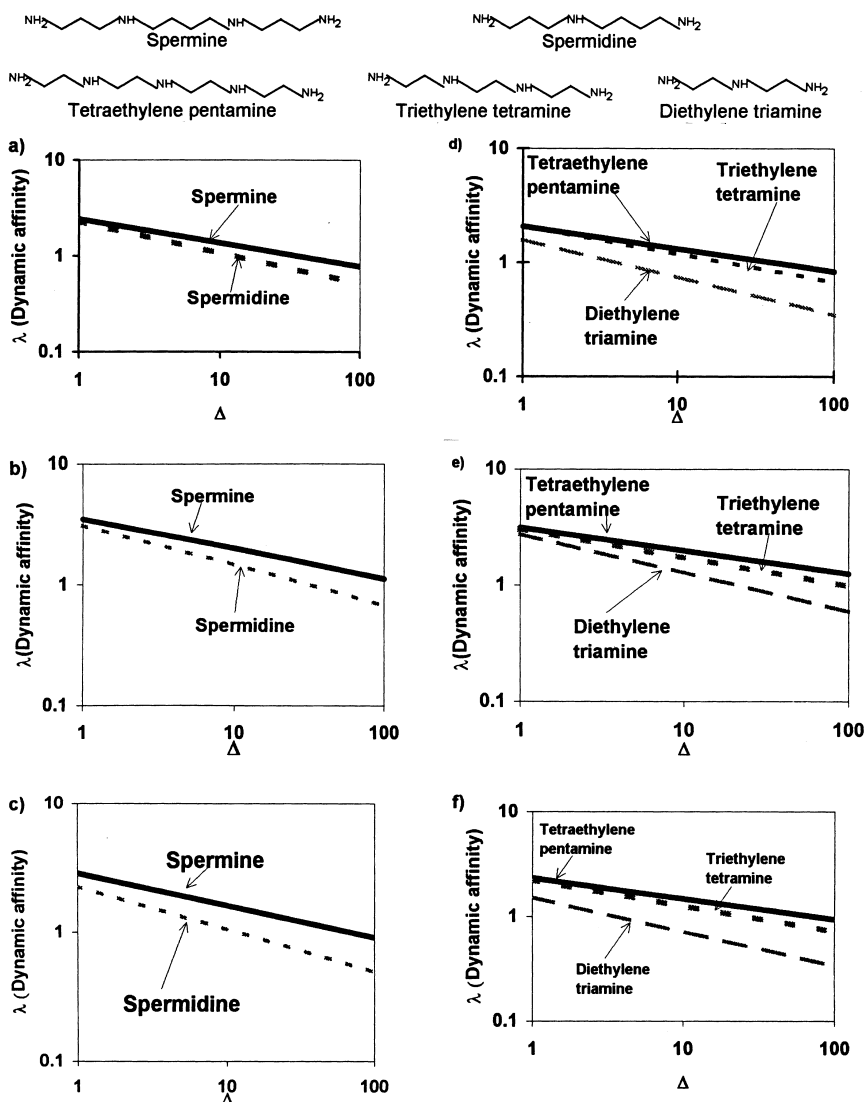 NH₂ NH NH NH₂
Spermine
NH₂ NH NH₂
Spermidine
NH₂ NH NH NH NH₂
Tetraethylene pentamine
NH₂ NH NH NH₂
Triethylene tetramine
NH₂ NH NH₂
Diethylene triamine
a)
λ (Dynamic affinity)
10
1
0.1
Spermine
Spermidine
1 10 100
Δ
d)
λ (Dynamic affinity)
10
1
0.1
Tetraethylene
pentamine
Triethylene
tetramine
Diethylene
triamine
1 10 100
Δ
b)
λ(Dynamic affinity)
10
1
0.1
Spermine
Spermidine
1 10 100
Δ
e)
λ (Dynamic affinity)
10
1
0.1
Tetraethylene
pentamine
Triethylene
tetramine
Diethylene
triamine
1 10 100
Δ
c)
λ (Dynamic affinity)
10
1
0.1
Spermine
Spermidine
1 10 100
Δ
f)
λ (Dynamic affinity)
10
1
0.1
Tetraethylene
pentamine
Triethylene
tetramine
Diethylene
triamine
1 10 100
Δ